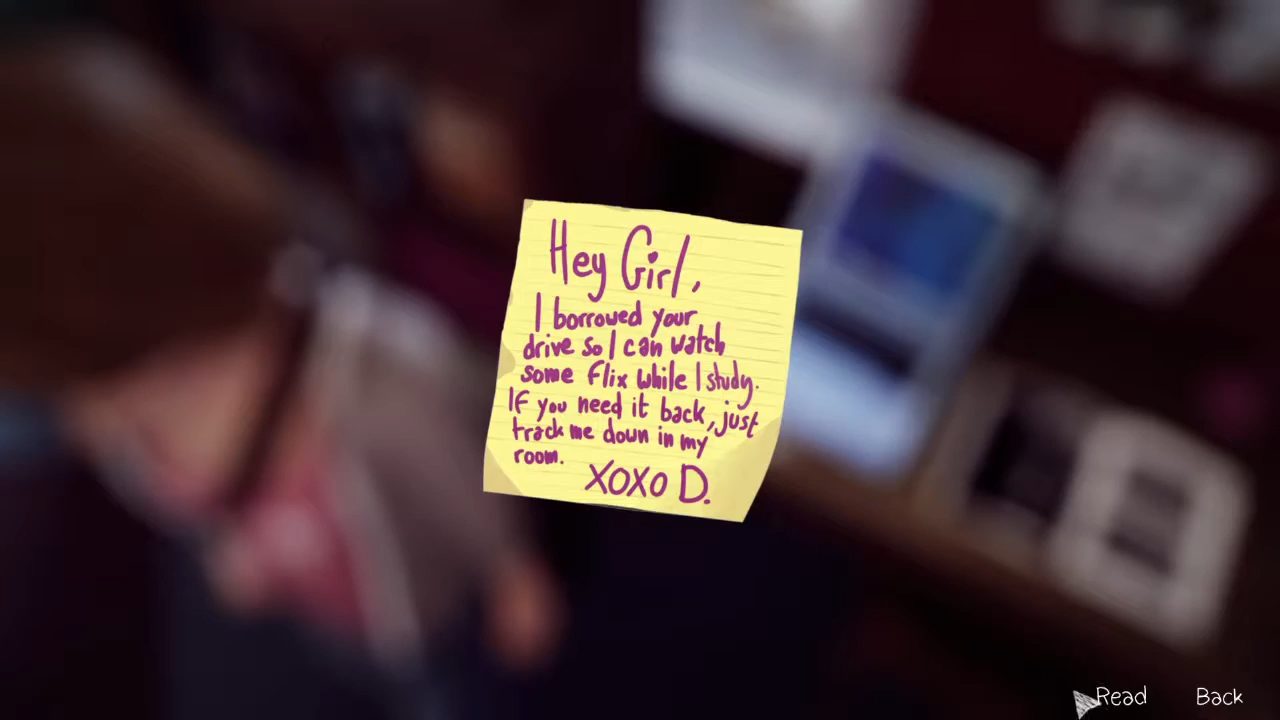 Hey Girl,
I borrowed your
drive so I can watch
some flix while I study.
If you need it back, just
track me down in my
room.
XOXO D.
Read Back